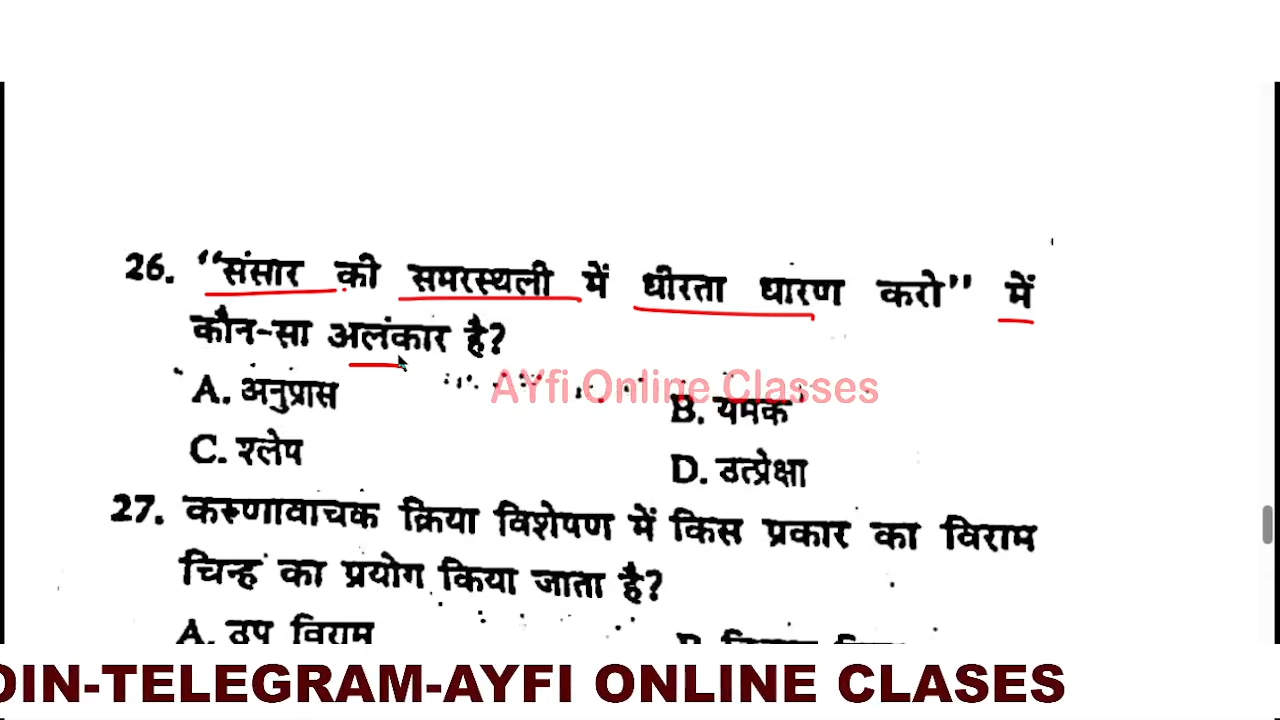 26. “संसार की समरस्थली में धीरता धारण करो” में
कौन-सा अलंकार है?
A. अनुप्रास
B. यमक
AYfi Online Classes
C. श्लेष
D. उत्प्रेक्षा
27. करुणावाचक क्रिया विशेषण में किस प्रकार का विराम
चिन्ह का प्रयोग किया जाता है?
A. उप विराम
B.
OIN-TELEGRAM-AYFI ONLINE CLASES